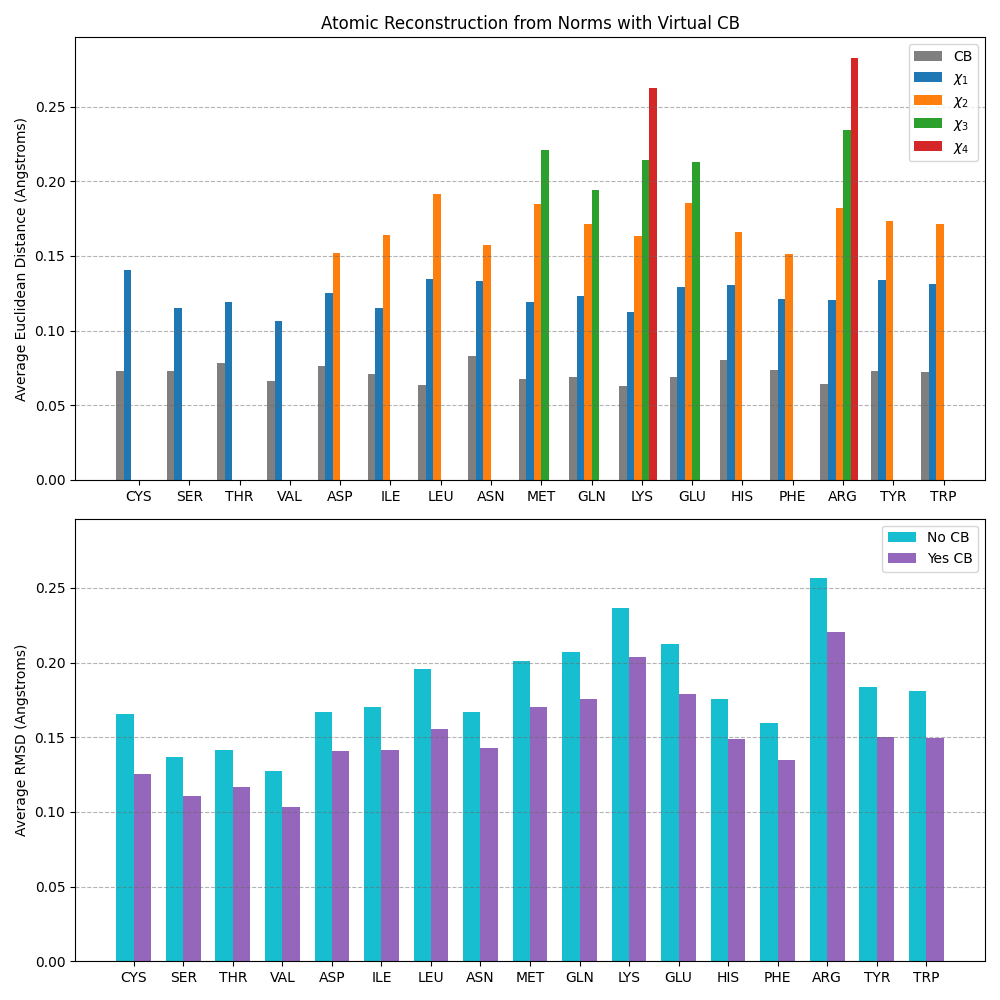 Atomic Reconstruction from Norms with Virtual CB
Average Euclidean Distance (Angstroms)
0.25
0.20
0.15
0.10
0.05
0.00
CB
χ₁
χ₂
χ₃
χ₄
CYS SER THR VAL ASP ILE LEU ASN MET GLN LYS GLU HIS PHE ARG TYR TRP
Average RMSD (Angstroms)
0.25
0.20
0.15
0.10
0.05
0.00
No CB
Yes CB
CYS SER THR VAL ASP ILE LEU ASN MET GLN LYS GLU HIS PHE ARG TYR TRP